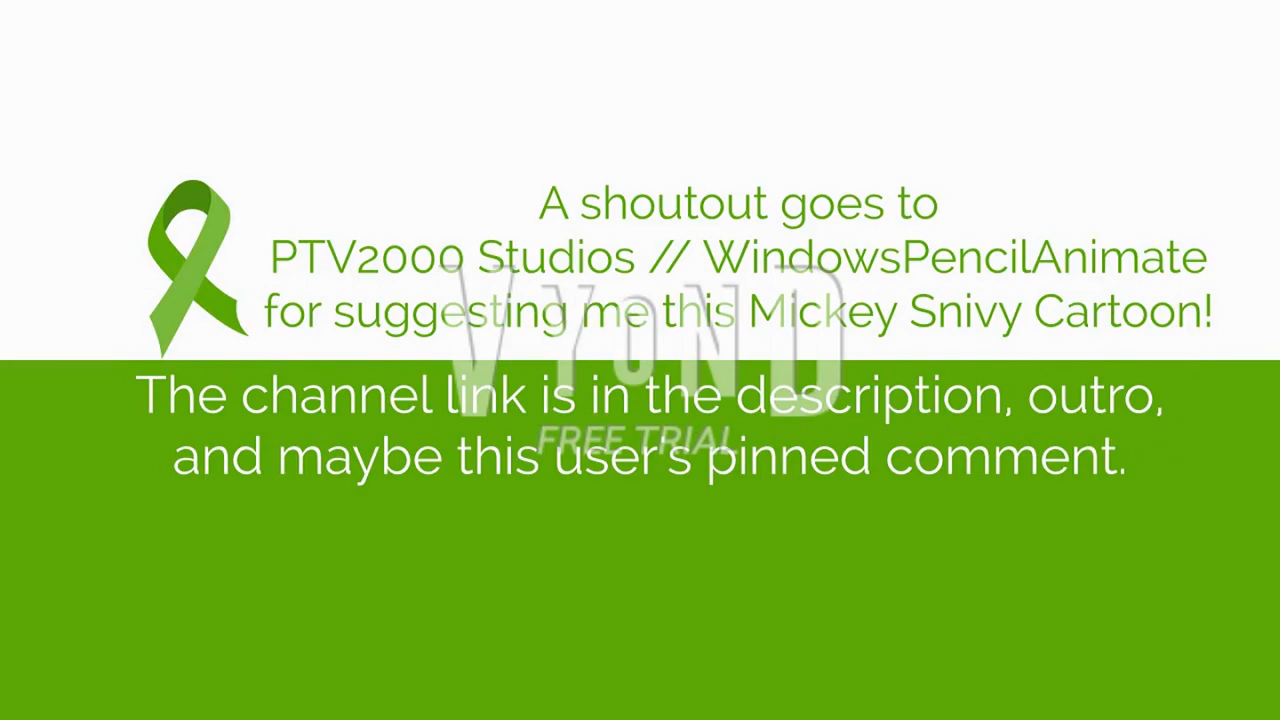 A shoutout goes to
PTV2000 Studios // WindowsPencilAnimate
for suggesting me this Mickey Snivy Cartoon!
VYOND
FREE TRIAL
The channel link is in the description, outro,
and maybe this user's pinned comment.